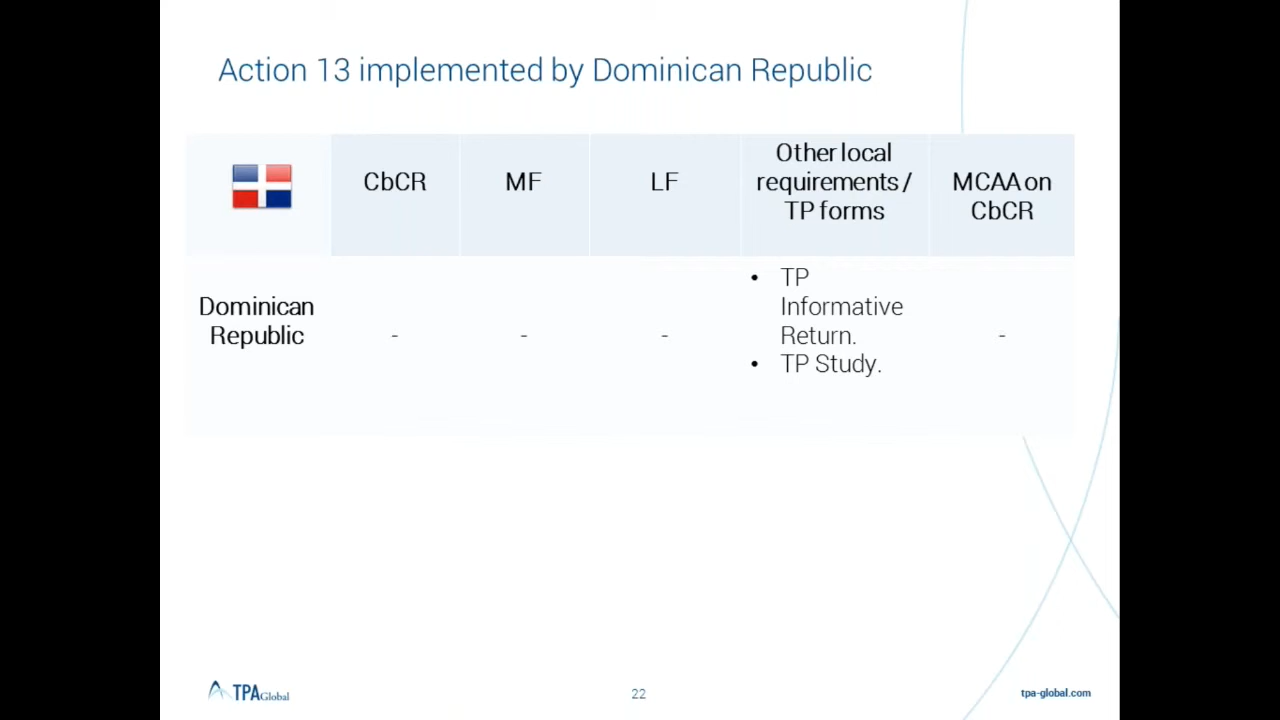 Action 13 implemented by Dominican Republic
CbCR
MF
LF
Other local
requirements /
TP forms
MCAA on
CbCR
Dominican
Republic
-
-
-
• TP
Informative
Return.
• TP Study.
-
TPA Global
22
tpa-global.com